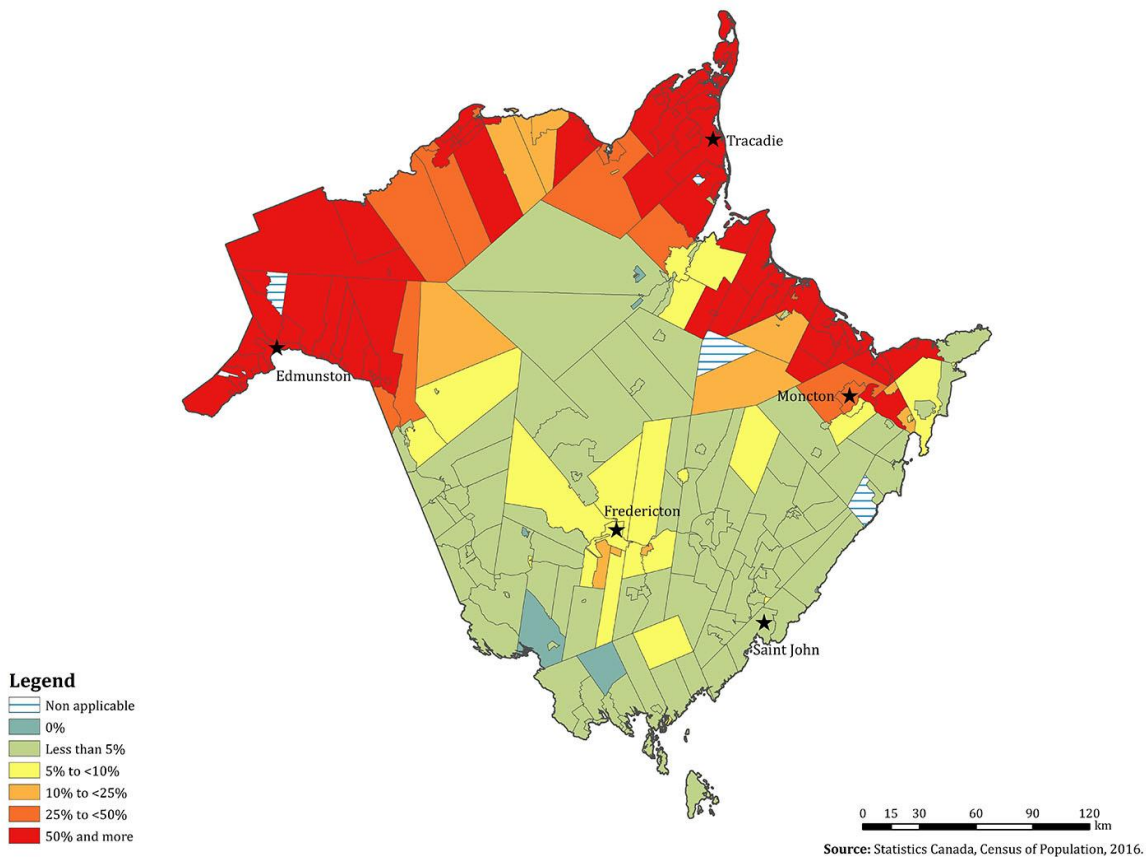 Tracadie
Edmunston
Moncton
Fredericton
Saint John
Legend
Non applicable
0%
Less than 5%
5% to <10%
10% to <25%
25% to <50%
50% and more
0 15 30 60 90 120
km
Source: Statistics Canada, Census of Population, 2016.